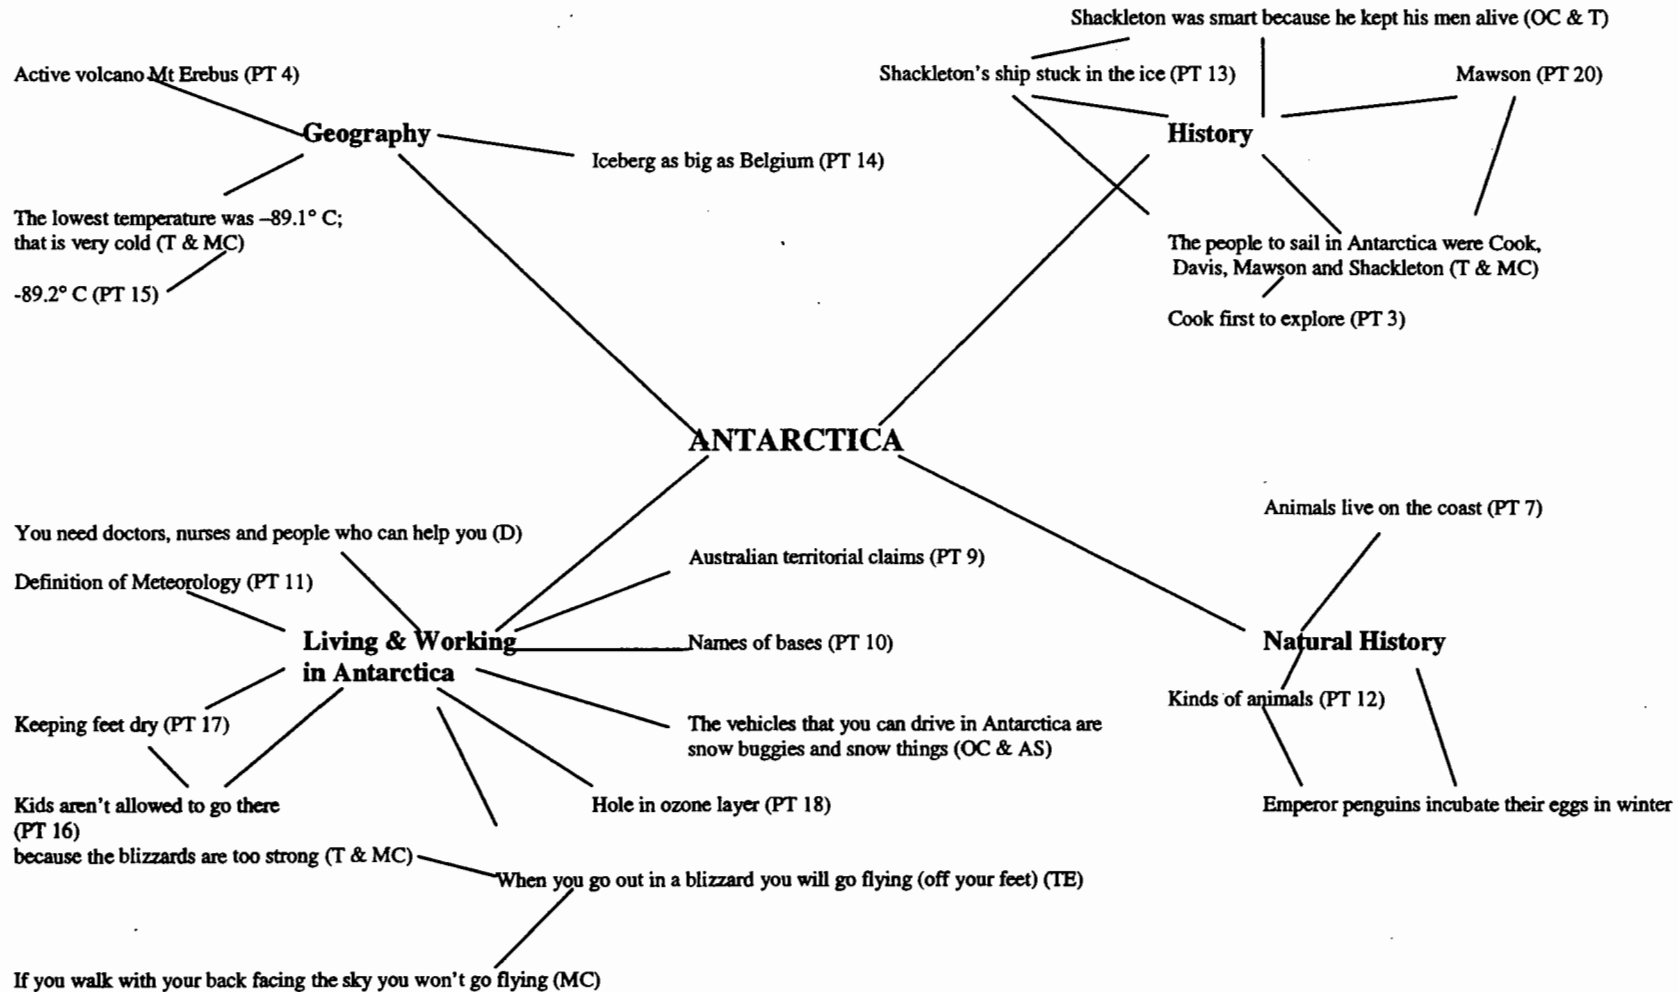 Shackleton was smart because he kept his men alive (OC & T)
Active volcano Mt Erebus (PT 4)
Shackleton's ship stuck in the ice (PT 13)
Mawson (PT 20)
Geography
History
Iceberg as big as Belgium (PT 14)
The lowest temperature was –89.1° C;
that is very cold (T & MC)
-89.2° C (PT 15)
The people to sail in Antarctica were Cook,
Davis, Mawson and Shackleton (T & MC)
Cook first to explore (PT 3)
ANTARCTICA
Animals live on the coast (PT 7)
You need doctors, nurses and people who can help you (D)
Australian territorial claims (PT 9)
Definition of Meteorology (PT 11)
Living & Working
in Antarctica
Names of bases (PT 10)
Natural History
Kinds of animals (PT 12)
Keeping feet dry (PT 17)
The vehicles that you can drive in Antarctica are
snow buggies and snow things (OC & AS)
Kids aren't allowed to go there
(PT 16)
because the blizzards are too strong (T & MC)
Hole in ozone layer (PT 18)
Emperor penguins incubate their eggs in winter
When you go out in a blizzard you will go flying (off your feet) (TE)
If you walk with your back facing the sky you won't go flying (MC)